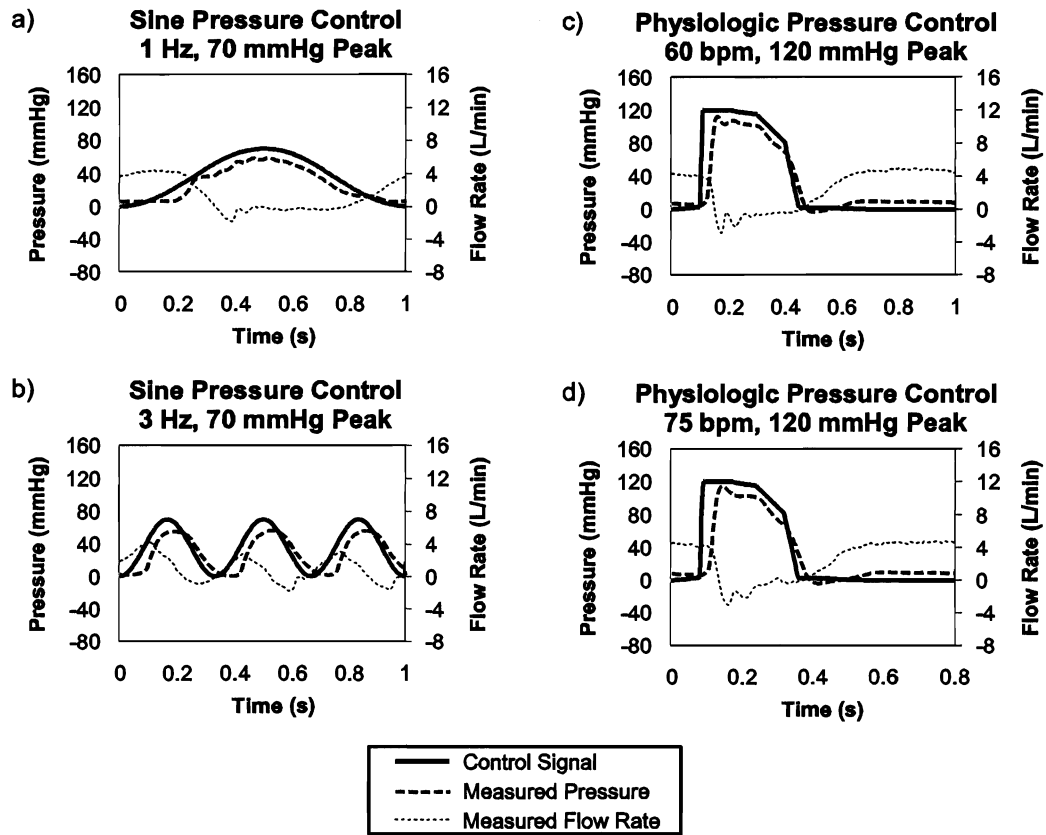 a)
Sine Pressure Control
1 Hz, 70 mmHg Peak
Pressure (mmHg)
160
120
80
40
0
-40
-80
16
12
8
4
0
-4
-8
Flow Rate (L/min)
0 0.2 0.4 0.6 0.8 1
Time (s)
b)
Sine Pressure Control
3 Hz, 70 mmHg Peak
Pressure (mmHg)
160
120
80
40
0
-40
-80
16
12
8
4
0
-4
-8
Flow Rate (L/min)
0 0.2 0.4 0.6 0.8 1
Time (s)
c)
Physiologic Pressure Control
60 bpm, 120 mmHg Peak
Pressure (mmHg)
160
120
80
40
0
-40
-80
16
12
8
4
0
-4
-8
Flow Rate (L/min)
0 0.2 0.4 0.6 0.8 1
Time (s)
d)
Physiologic Pressure Control
75 bpm, 120 mmHg Peak
Pressure (mmHg)
160
120
80
40
0
-40
-80
16
12
8
4
0
-4
-8
Flow Rate (L/min)
0 0.2 0.4 0.6 0.8
Time (s)
Control Signal
Measured Pressure
Measured Flow Rate